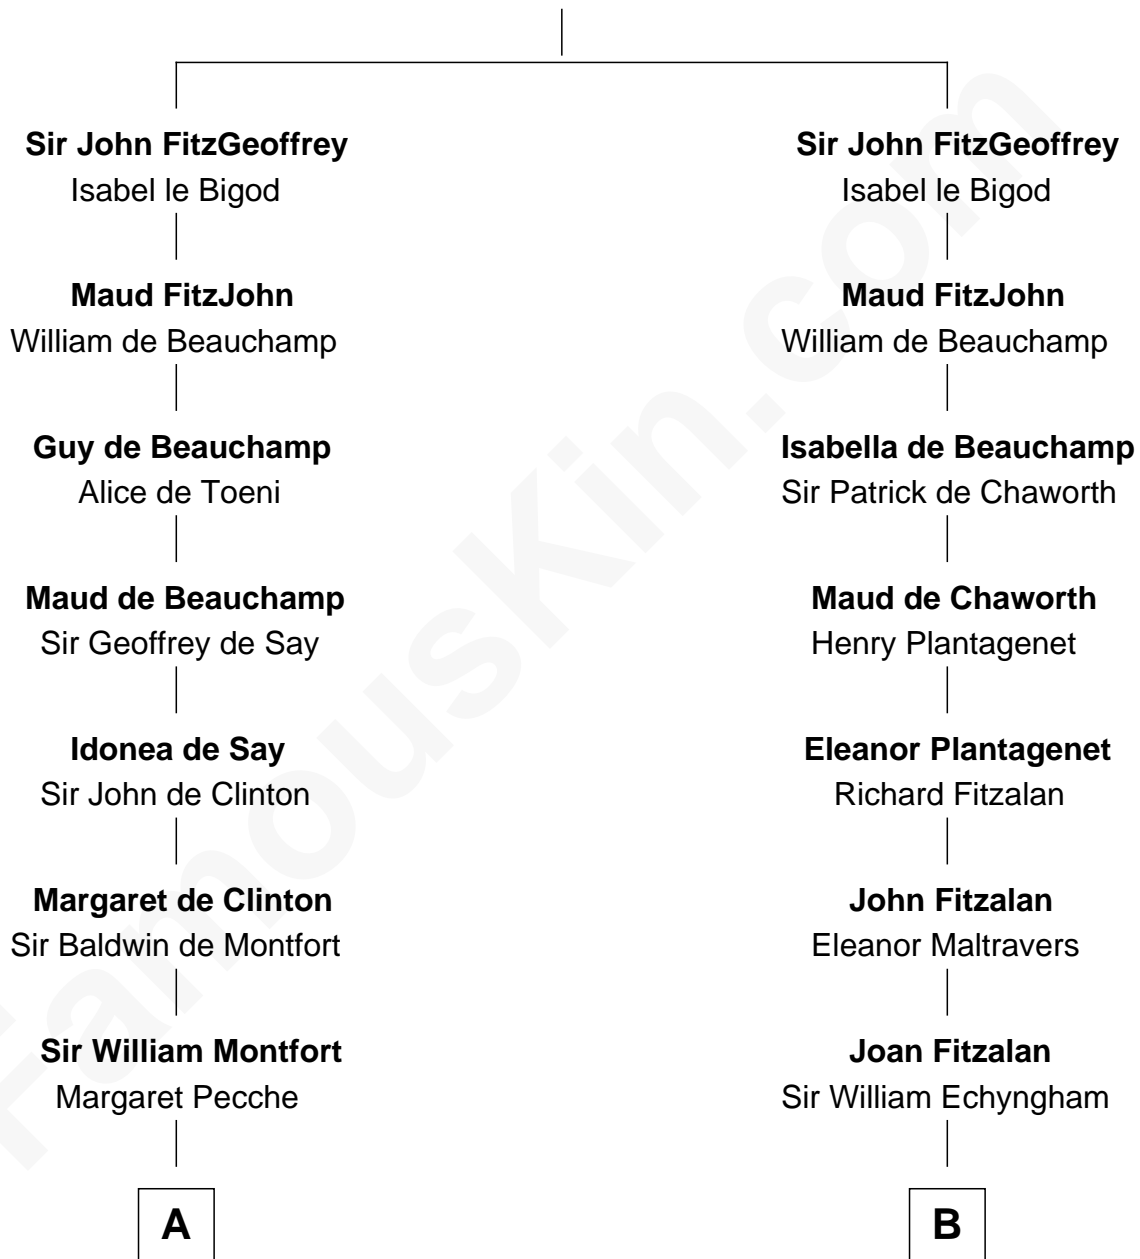 Sir John FitzGeoffrey
Isabel le Bigod
Maud FitzJohn
William de Beauchamp
Guy de Beauchamp
Alice de Toeni
Maud de Beauchamp
Sir Geoffrey de Say
Idonea de Say
Sir John de Clinton
Margaret de Clinton
Sir Baldwin de Montfort
Sir William Montfort
Margaret Pecche
A
Sir John FitzGeoffrey
Isabel le Bigod
Maud FitzJohn
William de Beauchamp
Isabella de Beauchamp
Sir Patrick de Chaworth
Maud de Chaworth
Henry Plantagenet
Eleanor Plantagenet
Richard Fitzalan
John Fitzalan
Eleanor Maltravers
Joan Fitzalan
Sir William Echyngham
B
FamousKin.com